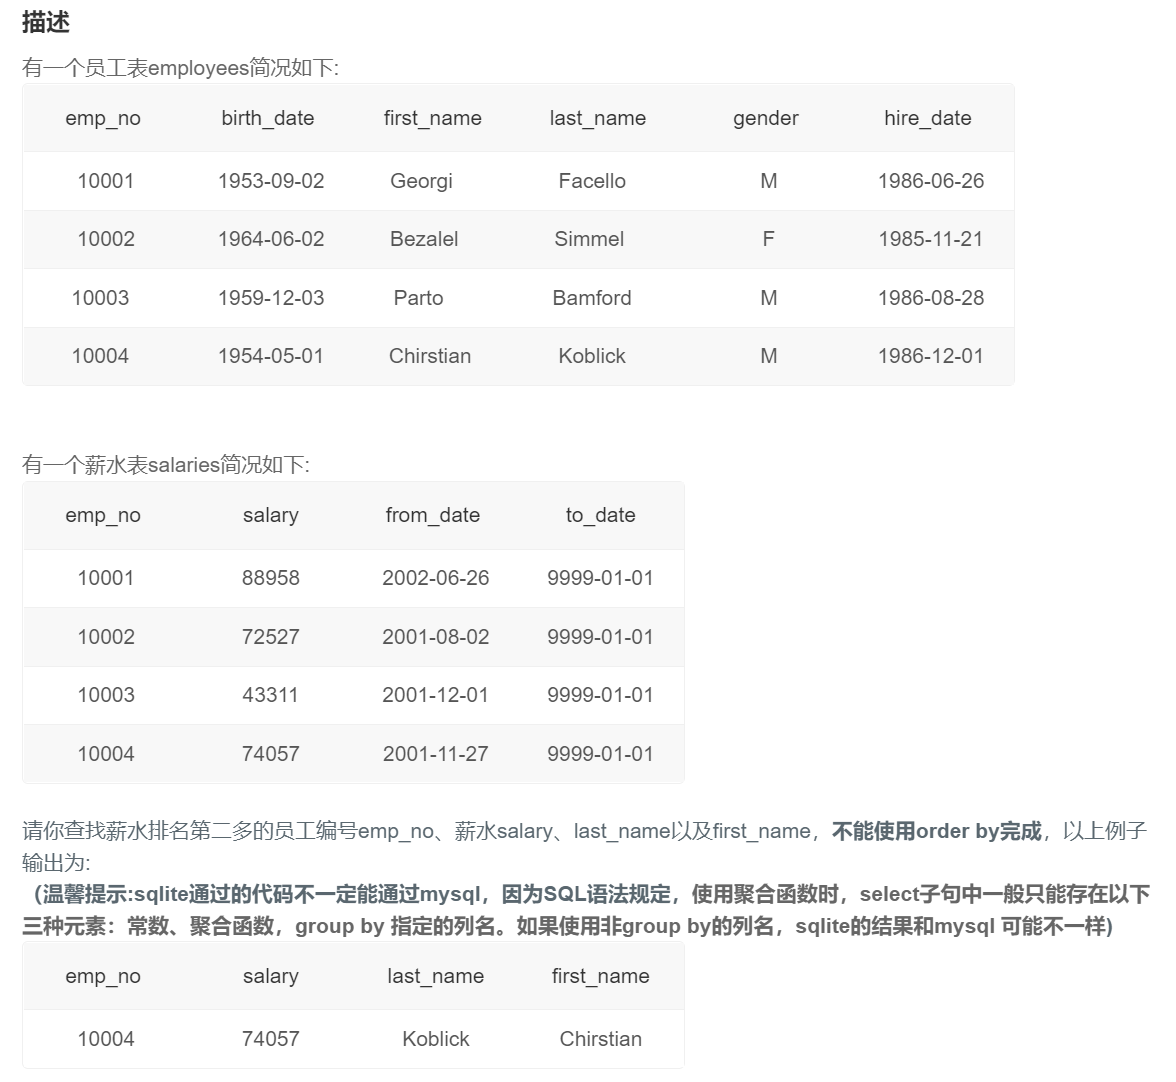 描述
有一个员工表employees简况如下:
emp_no birth_date first_name last_name gender hire_date
10001 1953-09-02 Georgi Facello M 1986-06-26
10002 1964-06-02 Bezalel Simmel F 1985-11-21
10003 1959-12-03 Parto Bamford M 1986-08-28
10004 1954-05-01 Chirstian Koblick M 1986-12-01
有一个薪水表salaries简况如下:
emp_no salary from_date to_date
10001 88958 2002-06-26 9999-01-01
10002 72527 2001-08-02 9999-01-01
10003 43311 2001-12-01 9999-01-01
10004 74057 2001-11-27 9999-01-01
请你查找薪水排名第二多的员工编号emp_no、薪水salary、last_name以及first_name，不能使用order by完成，以上例子
输出为:
（温馨提示:sqlite通过的代码不一定能通过mysql，因为SQL语法规定，使用聚合函数时，select子句中一般只能存在以下
三种元素：常数、聚合函数，group by 指定的列名。如果使用非group by的列名，sqlite的结果和mysql 可能不一样)
emp_no salary last_name first_name
10004 74057 Koblick Chirstian